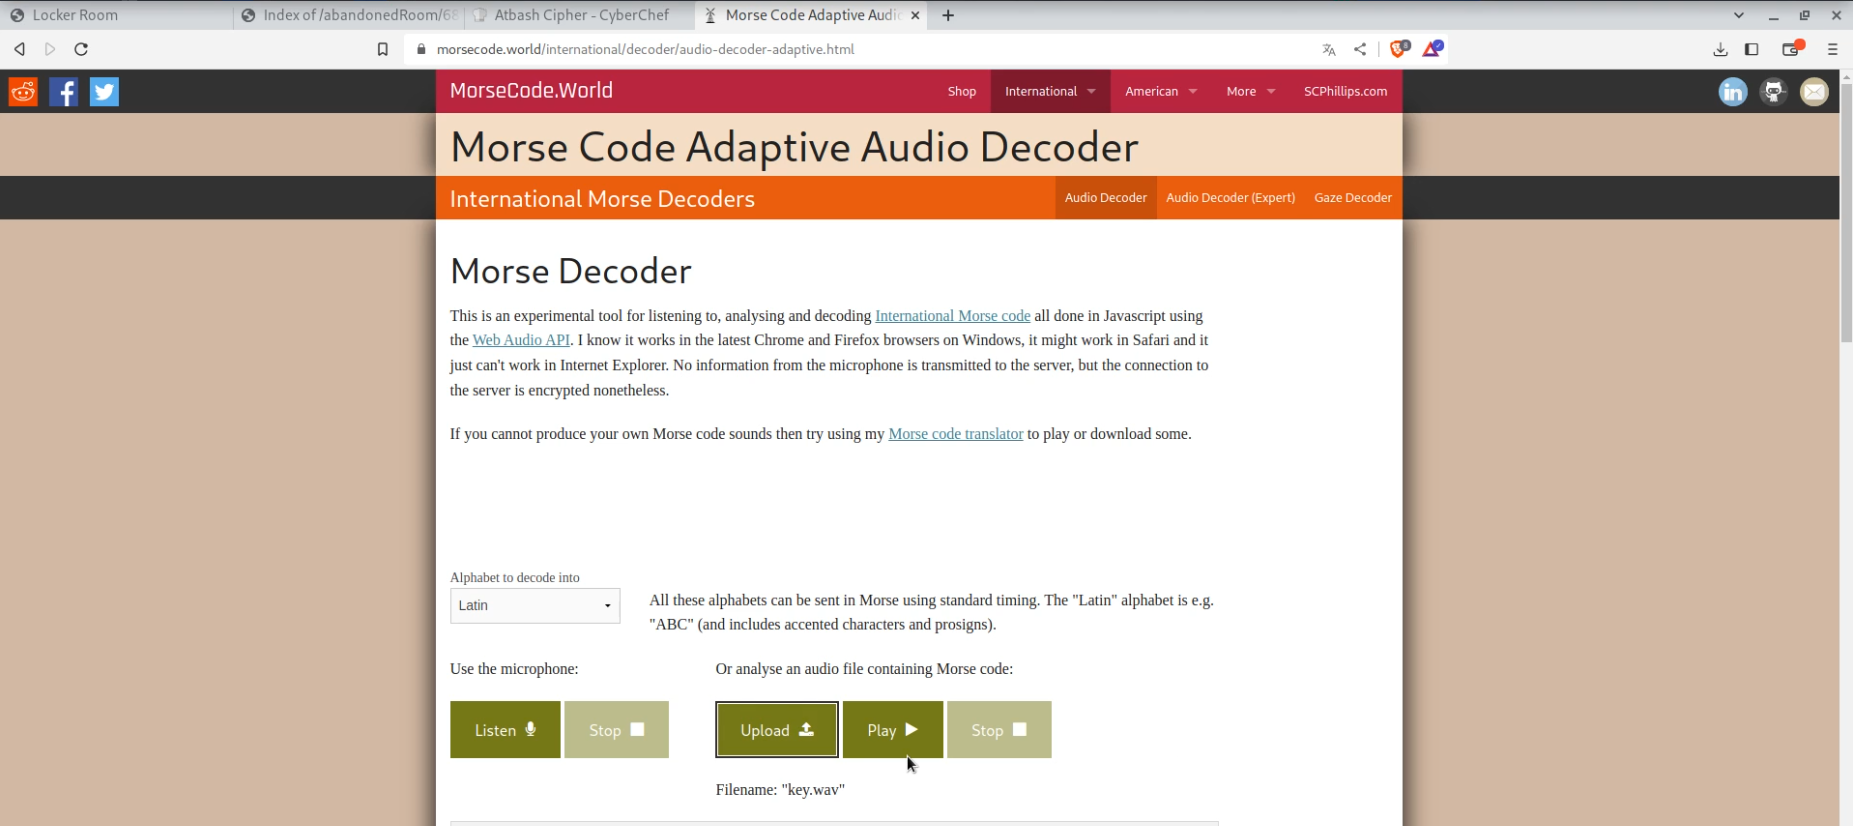 Locker Room
Index of /abandonedRoom/68
Atbash Cipher - CyberChef
Morse Code Adaptive Audio
morsecode.world/international/decoder/audio-decoder-adaptive.html
MorseCode.World
Shop
International
American
More
SCPhillips.com
Morse Code Adaptive Audio Decoder
International Morse Decoders
Audio Decoder
Audio Decoder (Expert)
Gaze Decoder
Morse Decoder
This is an experimental tool for listening to, analysing and decoding International Morse code all done in Javascript using
the Web Audio API. I know it works in the latest Chrome and Firefox browsers on Windows, it might work in Safari and it
just can't work in Internet Explorer. No information from the microphone is transmitted to the server, but the connection to
the server is encrypted nonetheless.
If you cannot produce your own Morse code sounds then try using my Morse code translator to play or download some.
Alphabet to decode into
Latin
All these alphabets can be sent in Morse using standard timing. The "Latin" alphabet is e.g.
"ABC" (and includes accented characters and prosigns).
Use the microphone:
Or analyse an audio file containing Morse code:
Listen
Stop
Upload
Play
Stop
Filename: "key.wav"